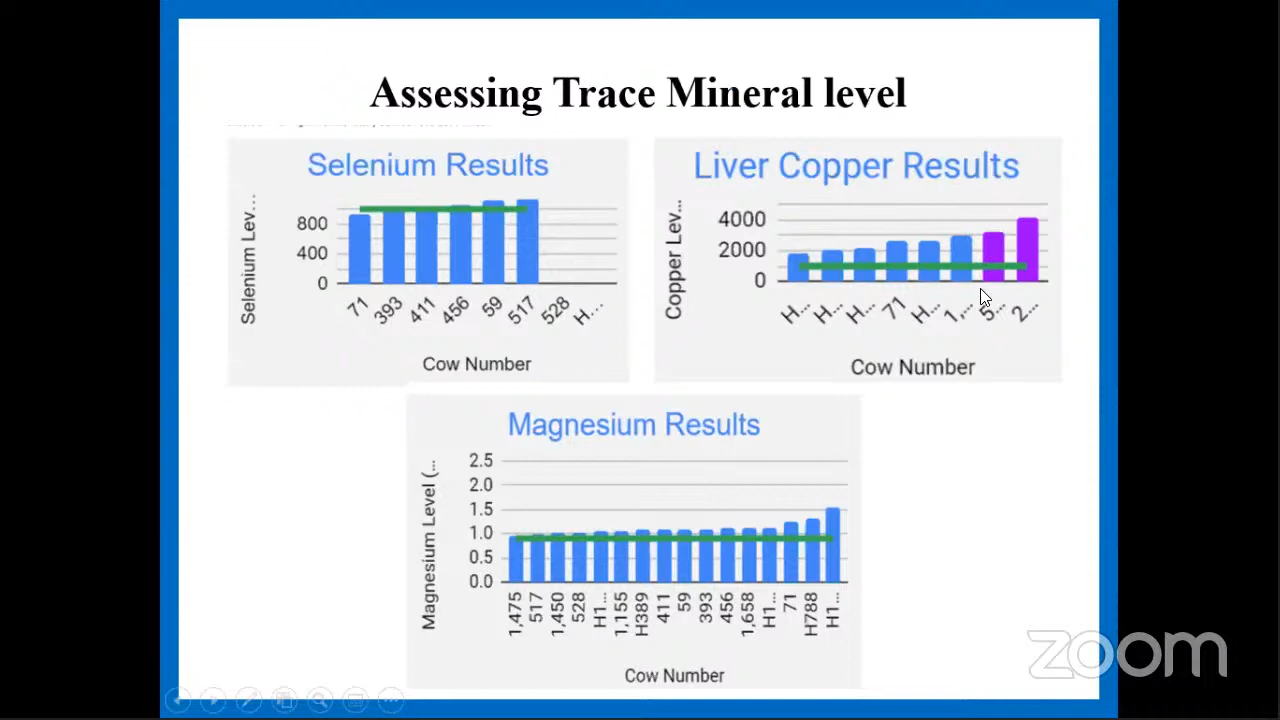 Assessing Trace Mineral level
Selenium Results
Selenium Lev...
800
400
0
71
393
411
456
59
517
528
H...
Cow Number
Liver Copper Results
Copper Lev...
4000
2000
0
H...
H...
H...
71
H...
1,...
5...
2...
Cow Number
Magnesium Results
Magnesium Level (...
2.5
2.0
1.5
1.0
0.5
0.0
1,475
517
1,450
528
H1...
1,155
H389
411
59
393
456
1,658
H1...
71
H788
H1...
Cow Number
zoom